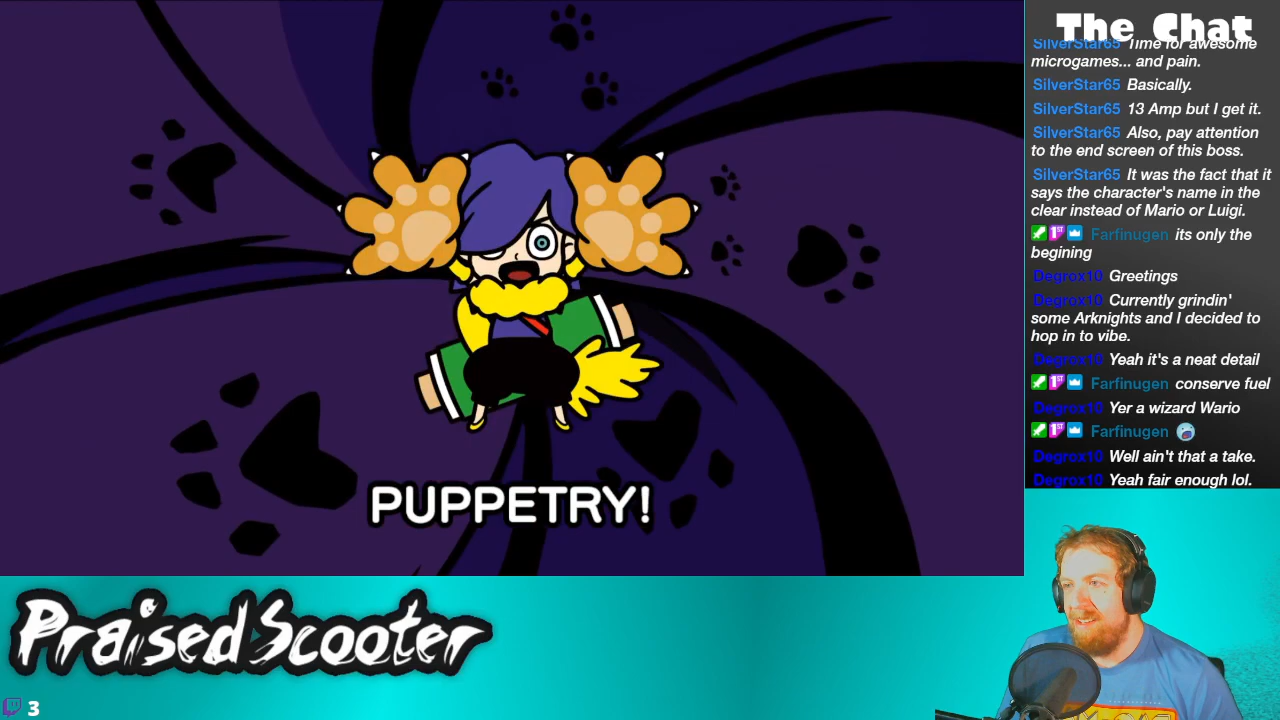 The Chat
SilverStar65 Time for awesome
microgames... and pain.
SilverStar65 Basically.
SilverStar65 13 Amp but I get it.
SilverStar65 Also, pay attention
to the end screen of this boss.
SilverStar65 It was the fact that it
says the character's name in the
clear instead of Mario or Luigi.
1ST Farfinugen its only the
begining
Degrox10 Greetings
Degrox10 Currently grindin'
some Arknights and I decided to
hop in to vibe.
Degrox10 Yeah it's a neat detail
1ST Farfinugen conserve fuel
Degrox10 Yer a wizard Wario
1ST Farfinugen
Degrox10 Well ain't that a take.
Degrox10 Yeah fair enough lol.
PUPPETRY!
PraisedScooter
3